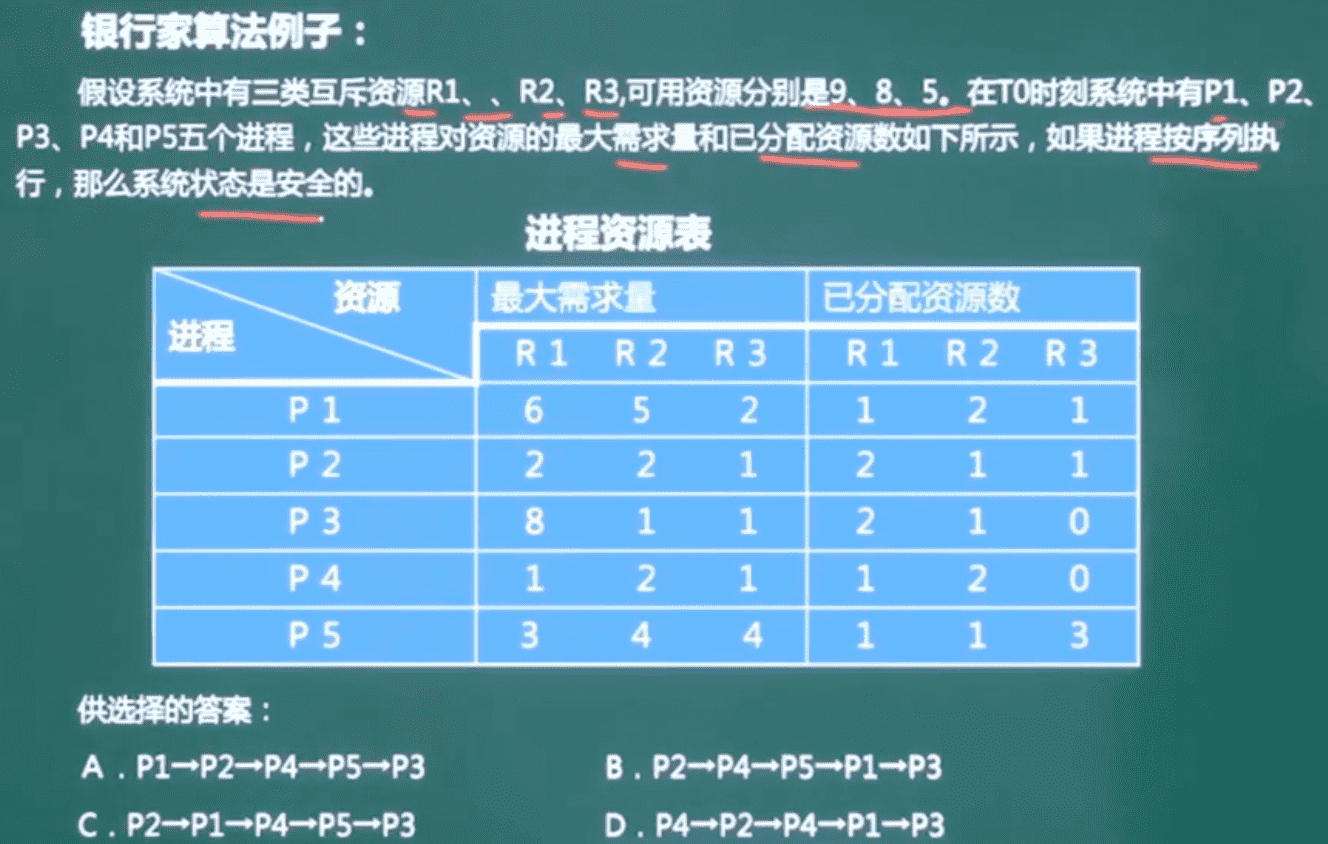 银行家算法例子：
假设系统中有三类互斥资源R1、、R2、R3,可用资源分别是9、8、5。在T0时刻系统中有P1、P2、
P3、P4和P5五个进程，这些进程对资源的最大需求量和已分配资源数如下所示，如果进程按序列执
行，那么系统状态是安全的。
进程资源表
资源 最大需求量 已分配资源数
进程 R1 R2 R3 R1 R2 R3
P1 6 5 2 1 2 1
P2 2 2 1 2 1 1
P3 8 1 1 2 1 0
P4 1 2 1 1 2 0
P5 3 4 4 1 1 3
供选择的答案：
A．P1→P2→P4→P5→P3 B．P2→P4→P5→P1→P3
C．P2→P1→P4→P5→P3 D．P4→P2→P4→P1→P3